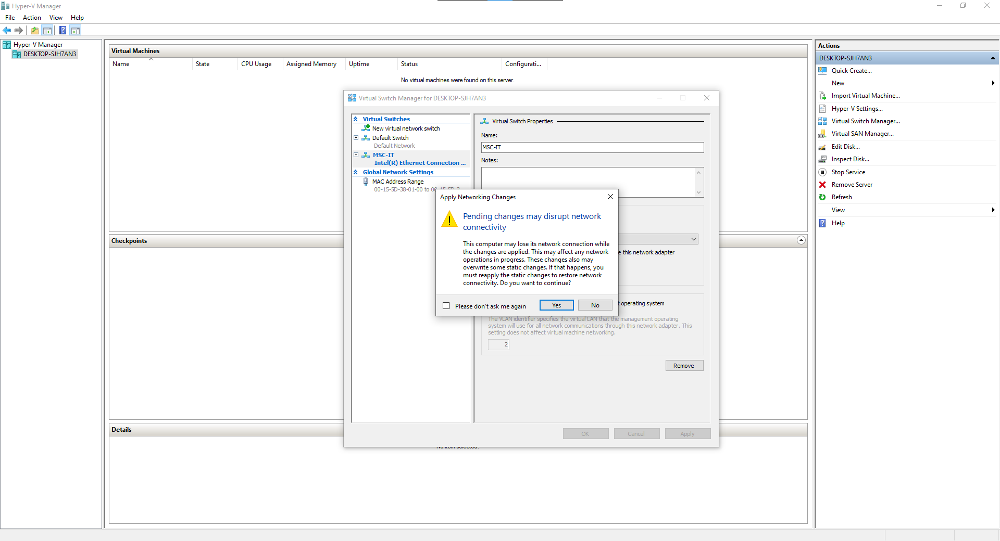 Hyper-V Manager
File Action View Help
Hyper-V Manager
DESKTOP-SJH7AN3
Virtual Machines
Name State CPU Usage Assigned Memory Uptime Status Configurati...
No virtual machines were found on this server.
Virtual Switch Manager for DESKTOP-SJH7AN3
Virtual Switches
New virtual network switch
Default Switch
Default Network
MSC-IT
Intel(R) Ethernet Connection ...
Global Network Settings
MAC Address Range
00-15-5D-38-01-00 to 00-15-5D-3...
Virtual Switch Properties
Name:
MSC-IT
Notes:
e this network adapter
t operating system
The VLAN identifier specifies the virtual LAN that the management operating
system will use for all network communications through this network adapter. This
setting does not affect virtual machine networking.
2
Remove
OK Cancel Apply
Apply Networking Changes
Pending changes may disrupt network
connectivity
This computer may lose its network connection while
the changes are applied. This may affect any network
operations in progress. These changes also may
overwrite some static changes. If that happens, you
must reapply the static changes to restore network
connectivity. Do you want to continue?
Please don't ask me again
Yes No
Checkpoints
Details
No item selected.
Actions
DESKTOP-SJH7AN3
Quick Create...
New
Import Virtual Machine...
Hyper-V Settings...
Virtual Switch Manager...
Virtual SAN Manager...
Edit Disk...
Inspect Disk...
Stop Service
Remove Server
Refresh
View
Help